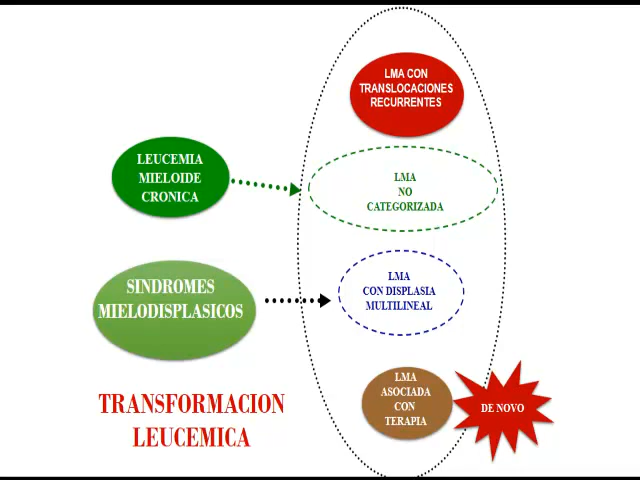 LMA CON
TRANSLOCACIONES
RECURRENTES
LEUCEMIA
MIELOIDE
CRONICA
LMA
NO
CATEGORIZADA
SINDROMES
MIELODISPLASICOS
LMA
CON DISPLASIA
MULTILINEAL
LMA
ASOCIADA
CON
TERAPIA
DE NOVO
TRANSFORMACION
LEUCEMICA